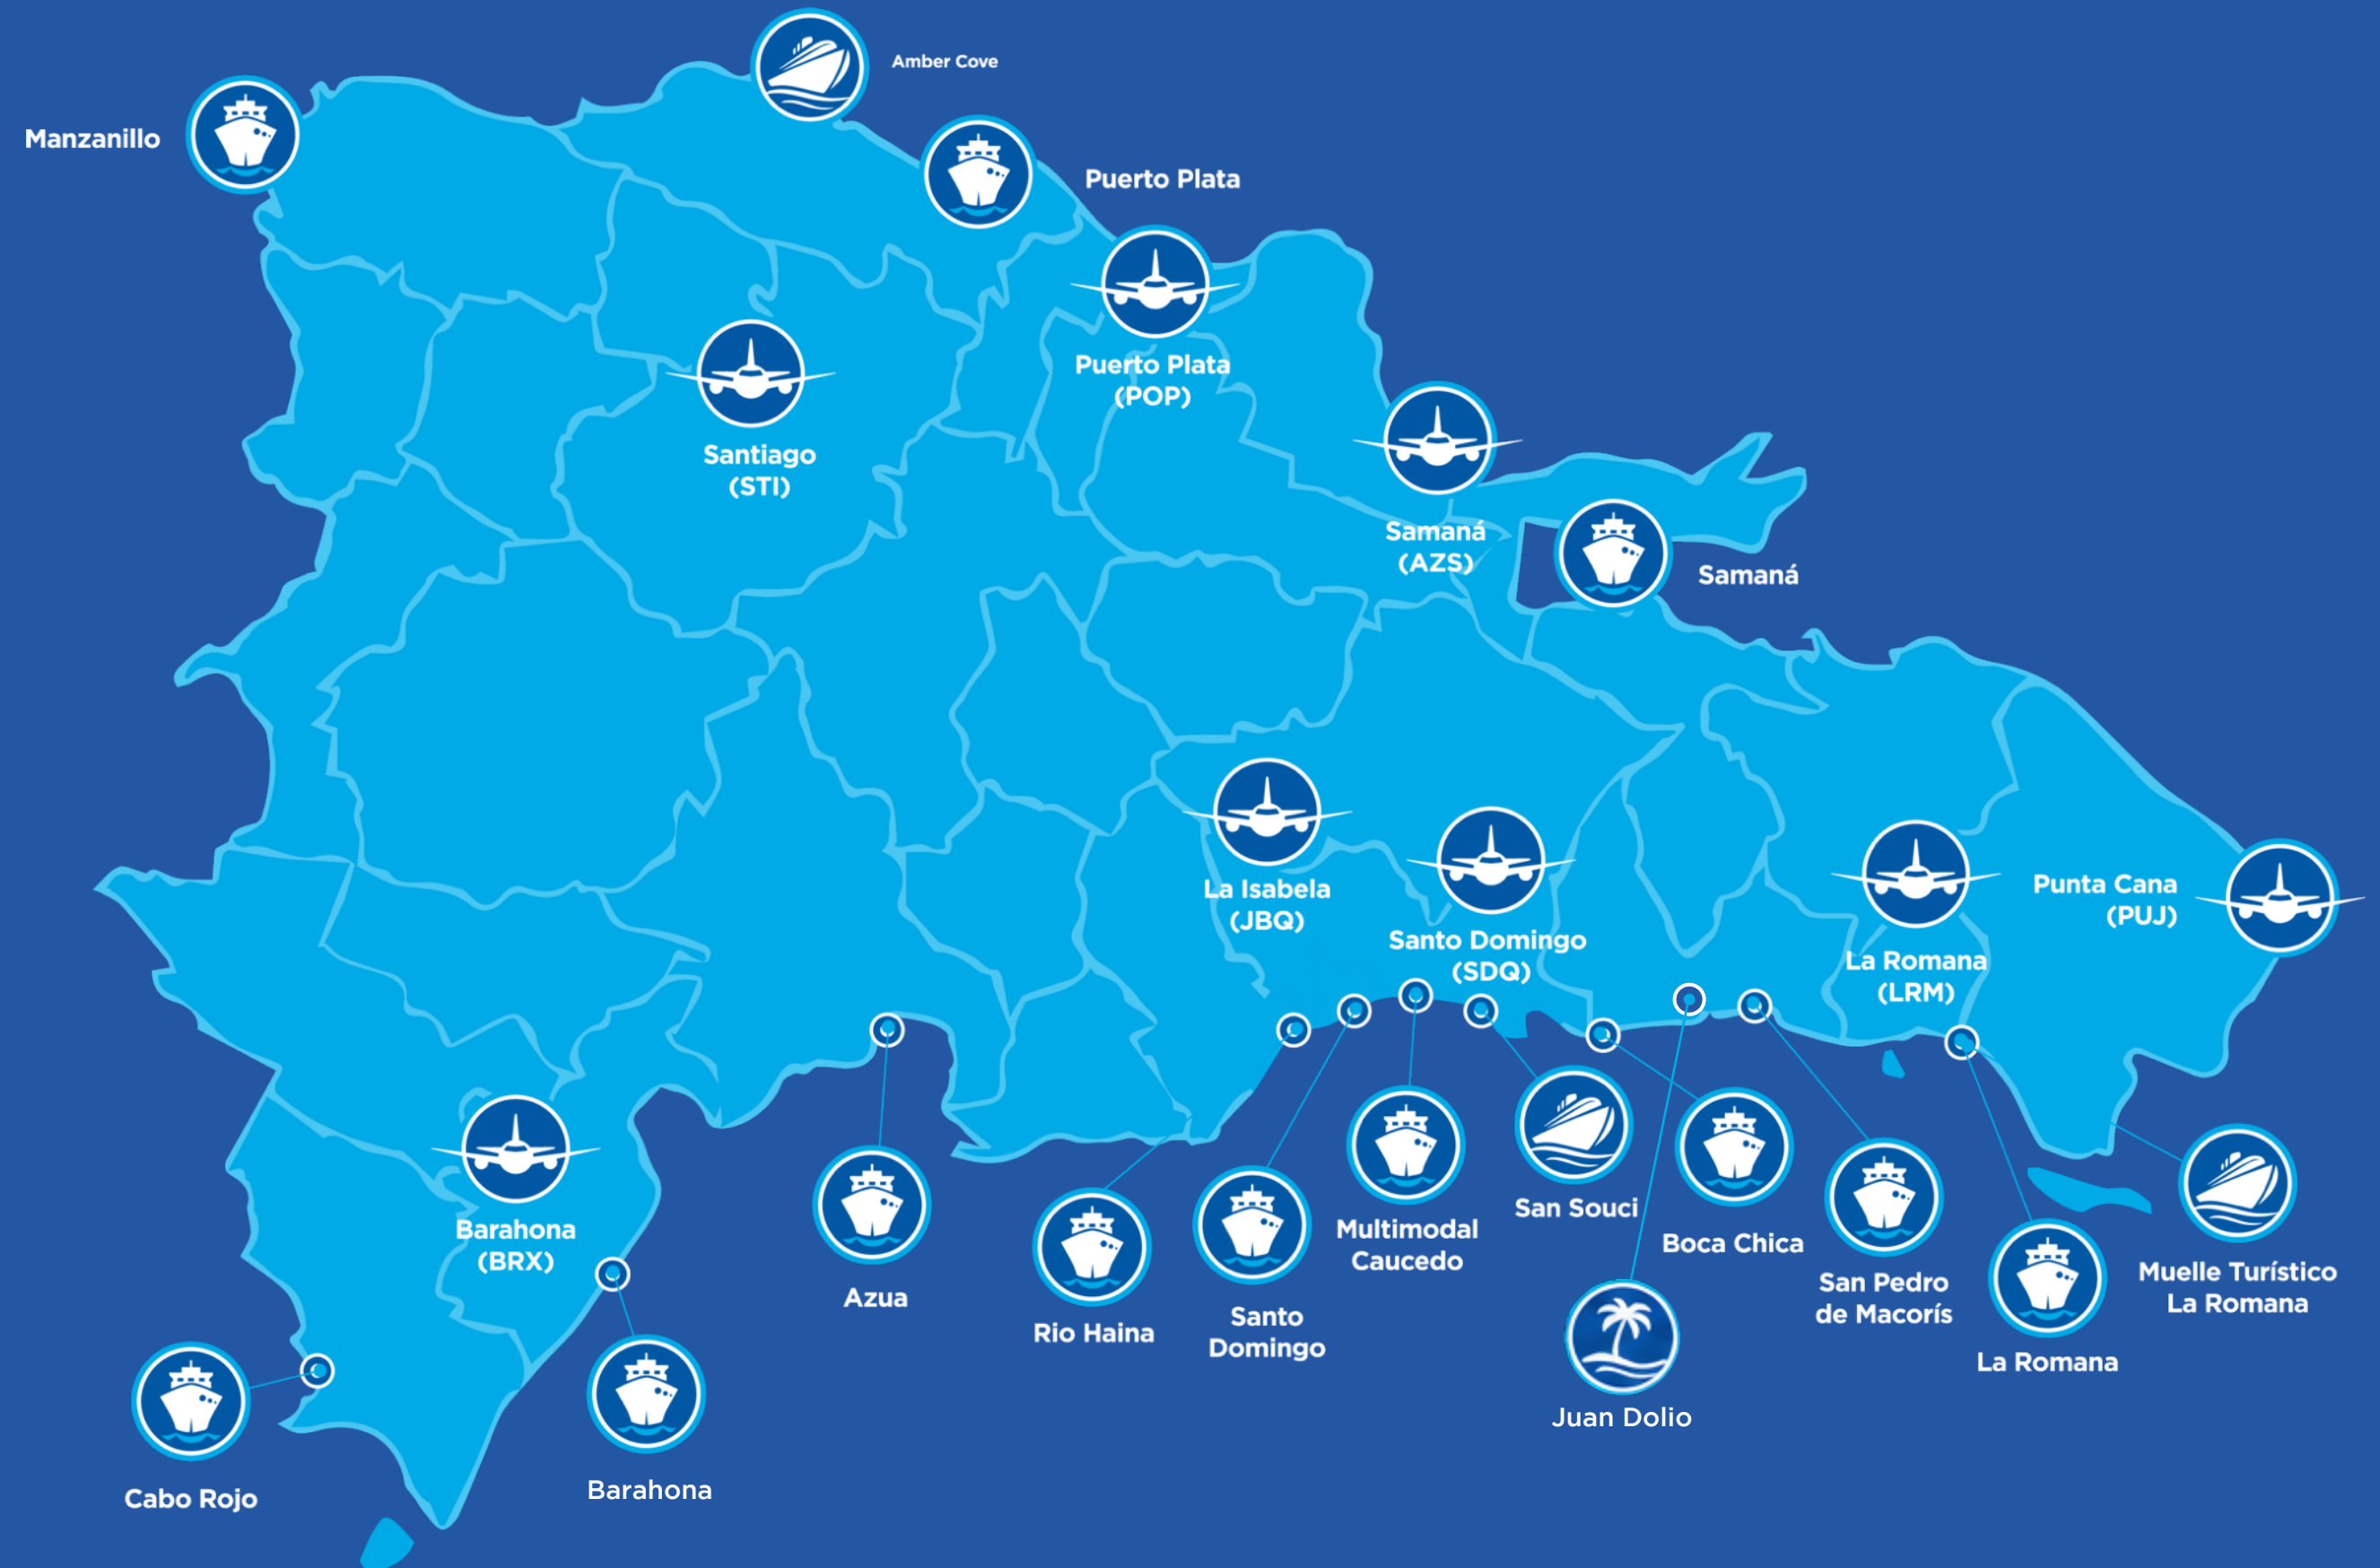 Amber Cove
Manzanillo
Puerto Plata
Puerto Plata
(POP)
Santiago
(STI)
Samaná
(AZS)
Samaná
La Isabela
(JBQ)
Punta Cana
(PUJ)
Santo Domingo
(SDQ)
La Romana
(LRM)
Barahona
(BRX)
San Souci
Multimodal
Caucedo
Boca Chica
Azua
Rio Haina
Santo
Domingo
San Pedro
de Macorís
Muelle Turístico
La Romana
La Romana
Juan Dolio
Cabo Rojo
Barahona